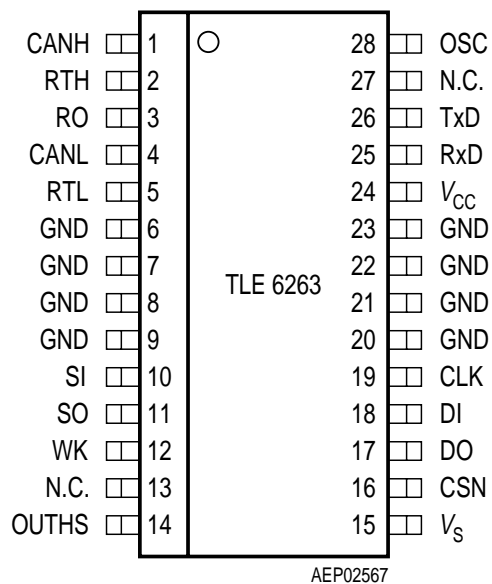 CANH 1 28 OSC
RTH 2 27 N.C.
RO 3 26 TxD
CANL 4 25 RxD
RTL 5 24 VCC
GND 6 23 GND
GND 7 22 GND
TLE 6263
GND 8 21 GND
GND 9 20 GND
SI 10 19 CLK
SO 11 18 DI
WK 12 17 DO
N.C. 13 16 CSN
OUTHS 14 15 VS
AEP02567